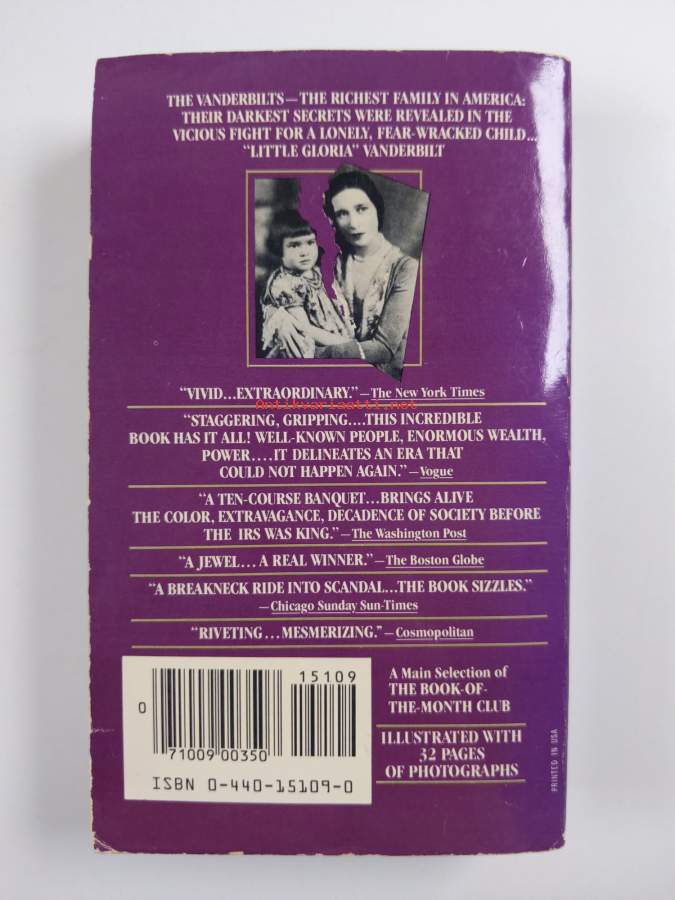 THE VANDERBILTS—THE RICHEST FAMILY IN AMERICA:
THEIR DARKEST SECRETS WERE REVEALED IN THE
VICIOUS FIGHT FOR A LONELY, FEAR-WRACKED CHILD...
“LITTLE GLORIA” VANDERBILT
“VIVID...EXTRAORDINARY.”—The New York Times
Antikvariaatti.net
“STAGGERING, GRIPPING....THIS INCREDIBLE
BOOK HAS IT ALL! WELL-KNOWN PEOPLE, ENORMOUS WEALTH,
POWER....IT DELINEATES AN ERA THAT
COULD NOT HAPPEN AGAIN.”—Vogue
“A TEN-COURSE BANQUET...BRINGS ALIVE
THE COLOR, EXTRAVAGANCE, DECADENCE OF SOCIETY BEFORE
THE IRS WAS KING.”—The Washington Post
“A JEWEL...A REAL WINNER.”—The Boston Globe
“A BREAKNECK RIDE INTO SCANDAL...THE BOOK SIZZLES.”
—Chicago Sunday Sun-Times
“RIVETING...MESMERIZING.”—Cosmopolitan
15109
0
71009 00350
ISBN 0-440-15109-0
A Main Selection of
THE BOOK-OF-
THE-MONTH CLUB
ILLUSTRATED WITH
32 PAGES
OF PHOTOGRAPHS
PRINTED IN USA